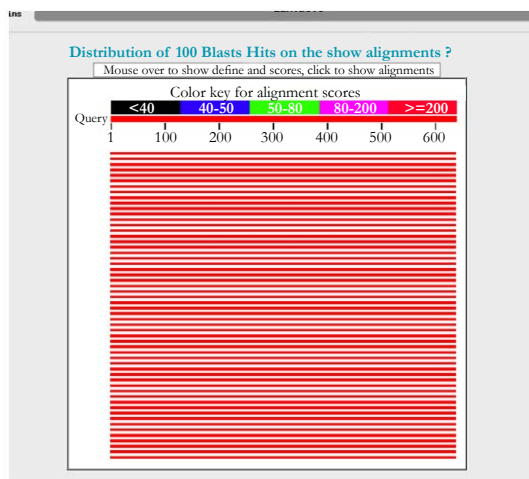 ins
Distribution of 100 Blasts Hits on the show alignments ?
Mouse over to show define and scores, click to show alignments
Color key for alignment scores
<40 40-50 50-80 80-200 >=200
Query
1 100 200 300 400 500 600